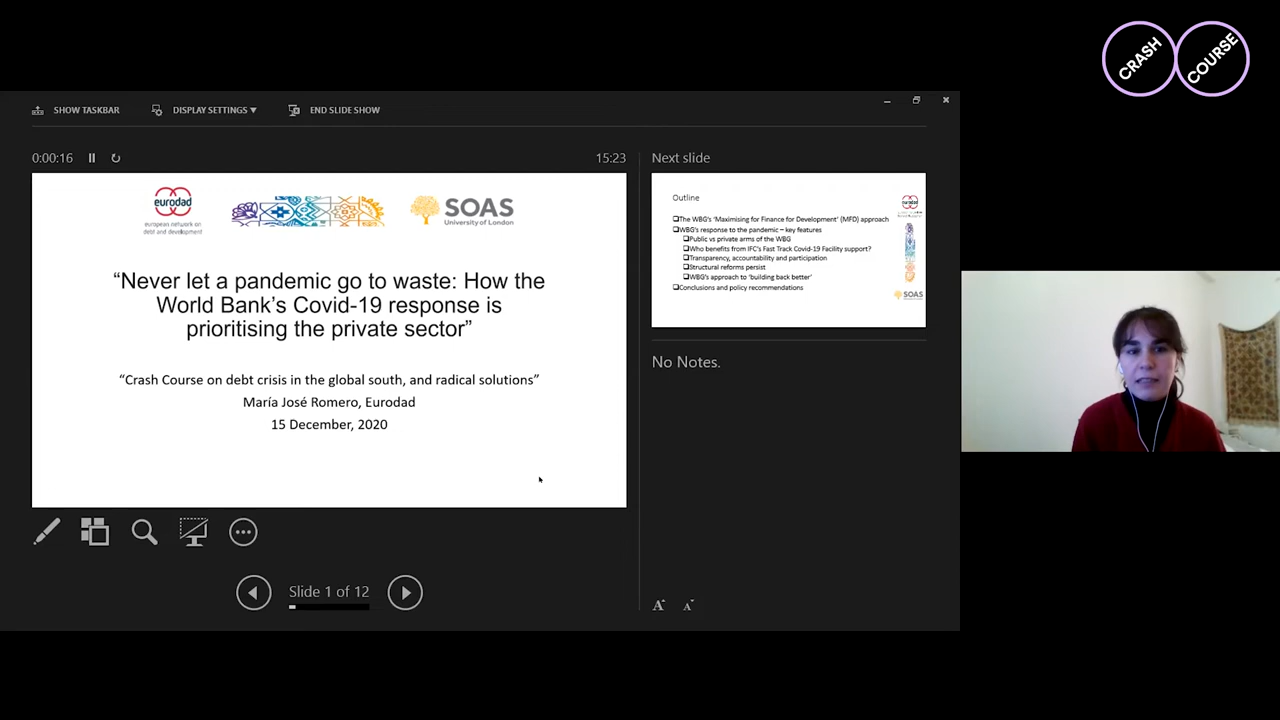 CRASH COURSE
SHOW TASKBAR
DISPLAY SETTINGS ▼
END SLIDE SHOW
0:00:16
15:23
eurodad
european network on
debt and development
SOAS
University of London
“Never let a pandemic go to waste: How the
World Bank’s Covid-19 response is
prioritising the private sector”
“Crash Course on debt crisis in the global south, and radical solutions”
María José Romero, Eurodad
15 December, 2020
Slide 1 of 12
Next slide
Outline
❑The WBG’s ‘Maximising for Finance for Development’ (MFD) approach
❑WBG’s response to the pandemic – key features
❑Public vs private arms of the WBG
❑Who benefits from IFC’s Fast Track Covid-19 Facility support?
❑Transparency, accountability and participation
❑Structural reforms persist
❑WBG’s approach to ‘building back better’
❑Conclusions and policy recommendations
eurodad
SOAS
No Notes.
A A